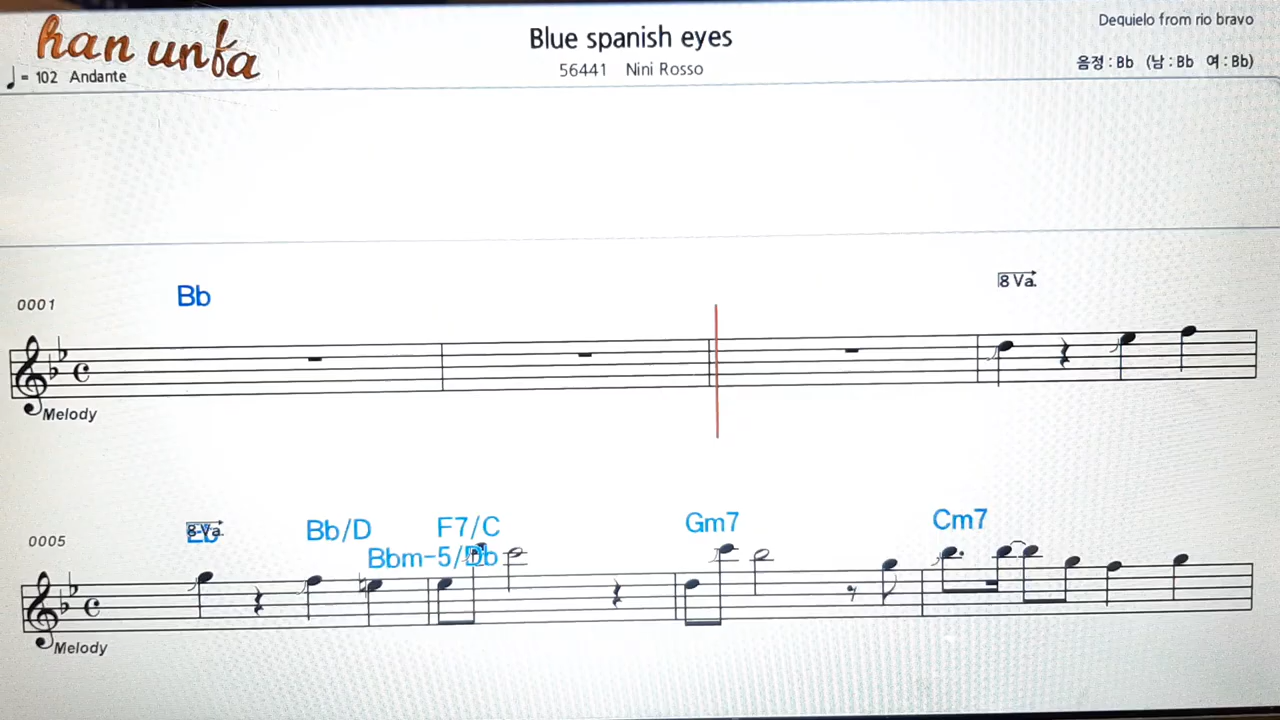 han unfa
Blue spanish eyes
Dequielo from rio bravo
♩ = 102 Andante
56441 Nini Rosso
음정 : Bb (남 : Bb 여 : Bb)
0001
Bb
8 Va.
Melody
0005
Eb
8 Va.
Bb/D
F7/C
Gm7
Cm7
Bbm-5/Db
Melody